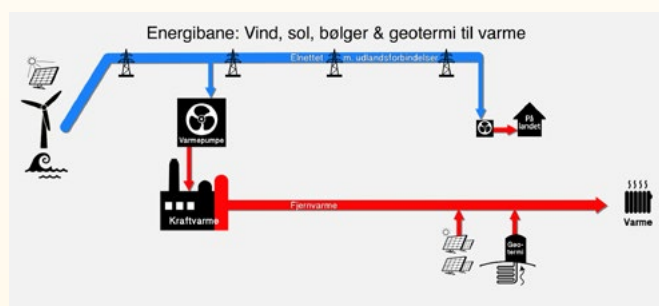 Energibane: Vind, sol, bølger & geotermi til varme
Elnettet m. udlandsforbindelser
Varmepumpe
På
landet
Kraftvarme
Fjernvarme
Geo-
termi
Varme